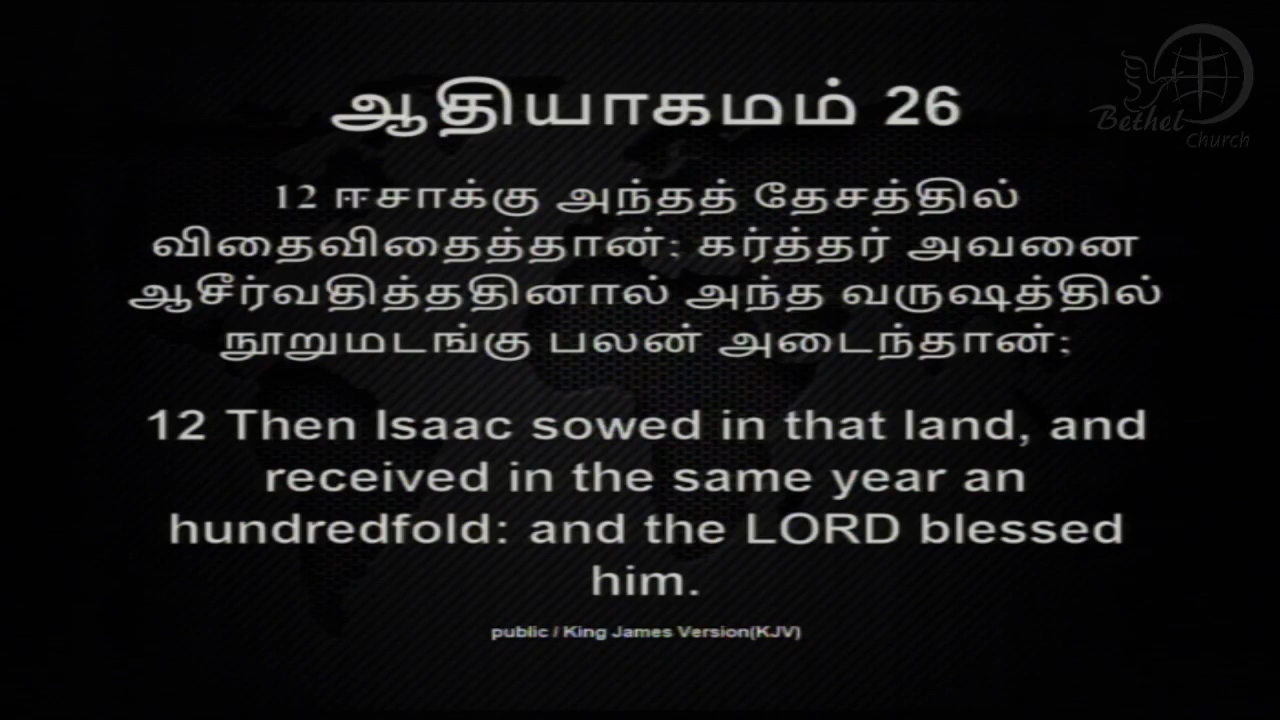 Bethel
Church
ஆதியாகமம் 26
12 ஈசாக்கு அந்தத் தேசத்தில்
விதைவிதைத்தான்; கர்த்தர் அவனை
ஆசீர்வதித்ததினால் அந்த வருஷத்தில்
நூறுமடங்கு பலன் அடைந்தான்;
12 Then Isaac sowed in that land, and
received in the same year an
hundredfold: and the LORD blessed
him.
public / King James Version(KJV)